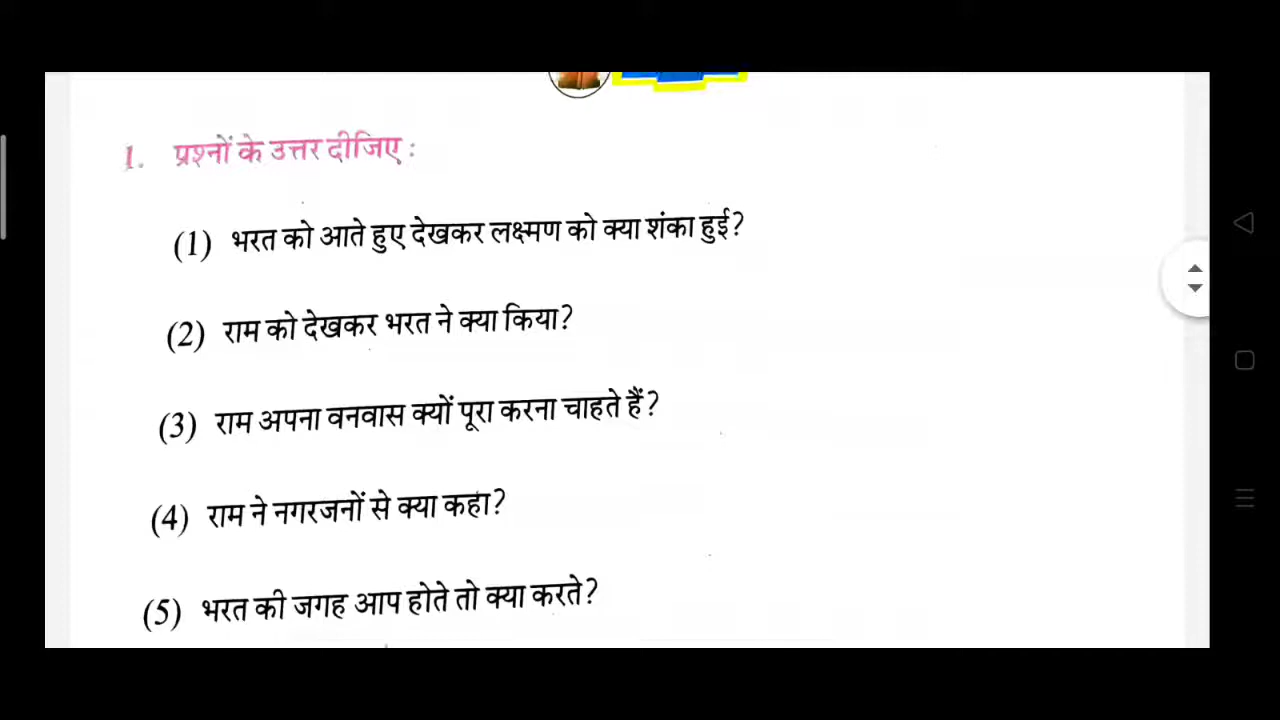 1. प्रश्नों के उत्तर दीजिए :
(1) भरत को आते हुए देखकर लक्ष्मण को क्या शंका हुई?
(2) राम को देखकर भरत ने क्या किया?
(3) राम अपना वनवास क्यों पूरा करना चाहते हैं?
(4) राम ने नगरजनों से क्या कहा?
(5) भरत की जगह आप होते तो क्या करते?